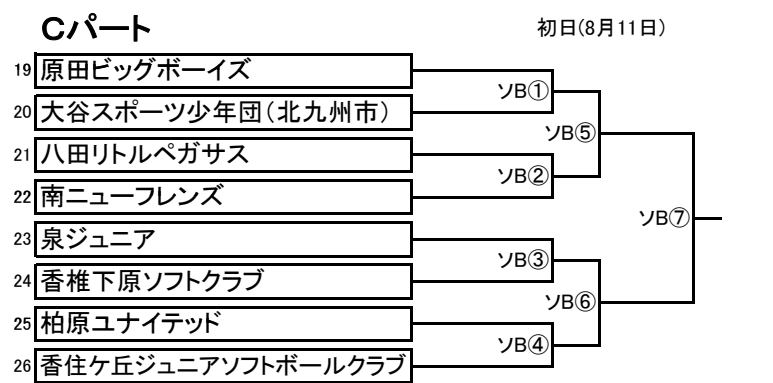 Cパート 初日(8月11日)
19 原田ビッグボーイズ
ソB①
20 大谷スポーツ少年団(北九州市)
ソB⑤
21 八田リトルペガサス
ソB②
22 南ニューフレンズ
ソB⑦
23 泉ジュニア
ソB③
24 香椎下原ソフトクラブ
ソB⑥
25 柏原ユナイテッド
ソB④
26 香住ケ丘ジュニアソフトボールクラブ